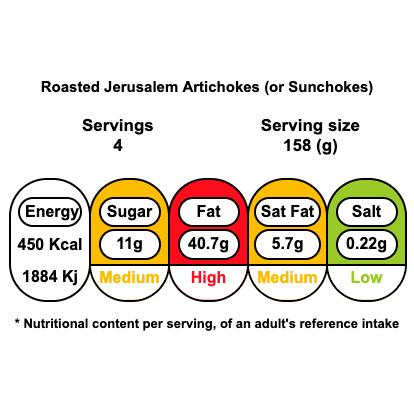 Roasted Jerusalem Artichokes (or Sunchokes)
Servings Serving size
4 158 (g)
Energy Sugar Fat Sat Fat Salt
450 Kcal 11g 40.7g 5.7g 0.22g
1884 Kj Medium High Medium Low
* Nutritional content per serving, of an adult's reference intake